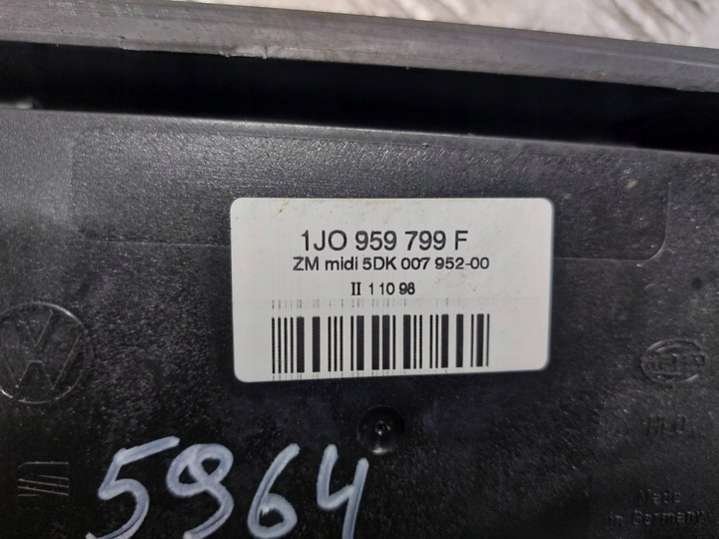 1JO 959 799 F
ZM midi 5DK 007 952-00
II 11098
5964
Made
in Germany